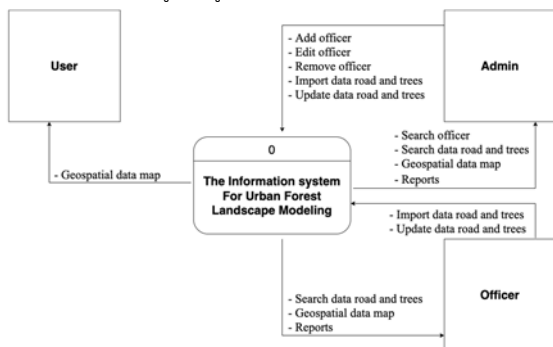 User
- Add officer
- Edit officer
- Remove officer
- Import data road and trees
- Update data road and trees
Admin
- Geospatial data map
0
The Information system
For Urban Forest
Landscape Modeling
- Search officer
- Search data road and trees
- Geospatial data map
- Reports
- Import data road and trees
- Update data road and trees
- Search data road and trees
- Geospatial data map
- Reports
Officer